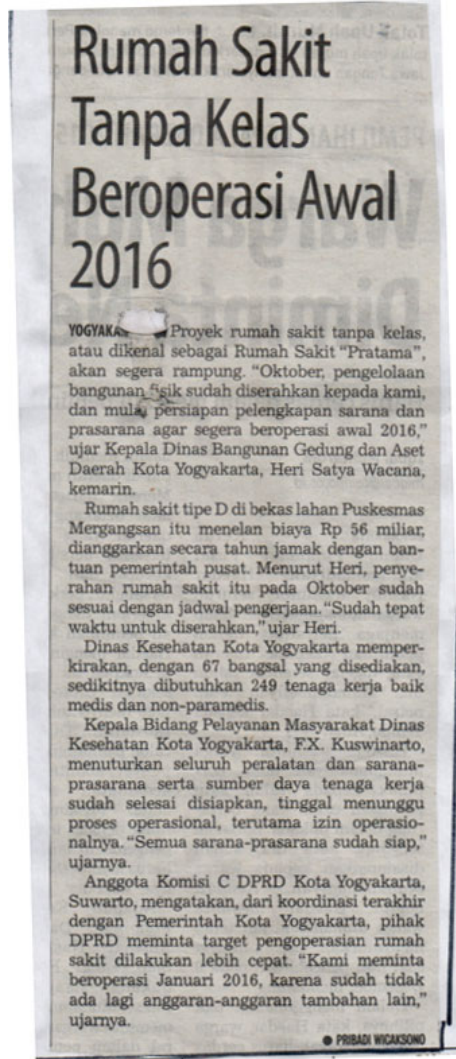 Rumah Sakit
Tanpa Kelas
Beroperasi Awal
2016
Proyek rumah sakit tanpa kelas,
atau dikenal sebagai Rumah Sakit “Pratama”,
akan segera rampung. “Oktober, pengelolaan
bangunan fisik sudah diserahkan kepada kami,
dan mulai persiapan pelengkapan sarana dan
prasarana agar segera beroperasi awal 2016,”
ujar Kepala Dinas Bangunan Gedung dan Aset
Daerah Kota Yogyakarta, Heri Satya Wacana,
kemarin.
Rumah sakit tipe D di bekas lahan Puskesmas
Mergangsan itu menelan biaya Rp 56 miliar,
dianggarkan secara tahun jamak dengan ban-
tuan pemerintah pusat. Menurut Heri, penye-
rahan rumah sakit itu pada Oktober sudah
sesuai dengan jadwal pengerjaan. “Sudah tepat
waktu untuk diserahkan,” ujar Heri.
Dinas Kesehatan Kota Yogyakarta memper-
kirakan, dengan 67 bangsal yang disediakan,
sedikitnya dibutuhkan 249 tenaga kerja baik
medis dan non-paramedis.
Kepala Bidang Pelayanan Masyarakat Dinas
Kesehatan Kota Yogyakarta, F.X. Kuswinarto,
menuturkan seluruh peralatan dan sarana-
prasarana serta sumber daya tenaga kerja
sudah selesai disiapkan, tinggal menunggu
proses operasional, terutama izin operasio-
nalnya. “Semua sarana-prasarana sudah siap,”
ujarnya.
Anggota Komisi C DPRD Kota Yogyakarta,
Suwarto, mengatakan, dari koordinasi terakhir
dengan Pemerintah Kota Yogyakarta, pihak
DPRD meminta target pengoperasian rumah
sakit dilakukan lebih cepat. “Kami meminta
beroperasi Januari 2016, karena sudah tidak
ada lagi anggaran-anggaran tambahan lain,”
ujarnya.
● PRIBADI WICAKSONO